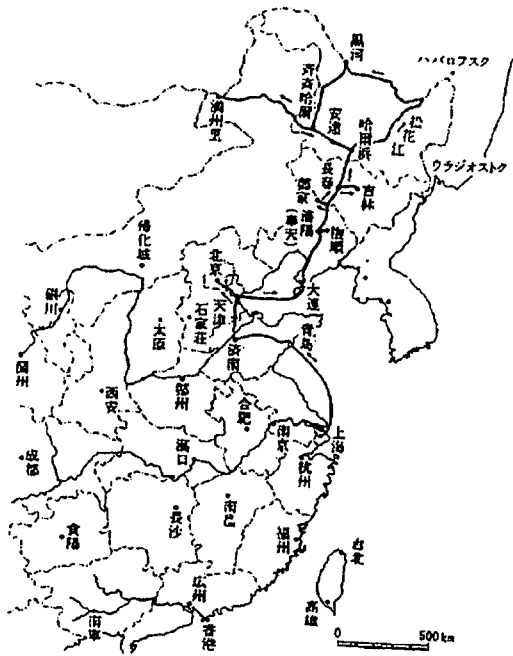 黒河
ハバロフスク
斉斉哈爾
満州里
安達
哈爾浜
松花江
ウラジオストク
長春
吉林
瀋陽
(奉天)
撫順
帰化城
北京
天津
大連
石家荘
太原
済南
青島
銀川
蘭州
西安
鄭州
合肥
南京
上海
漢口
杭州
成都
貴陽
長沙
南昌
福州
台北
広州
香港
南寧
高雄
0 500km